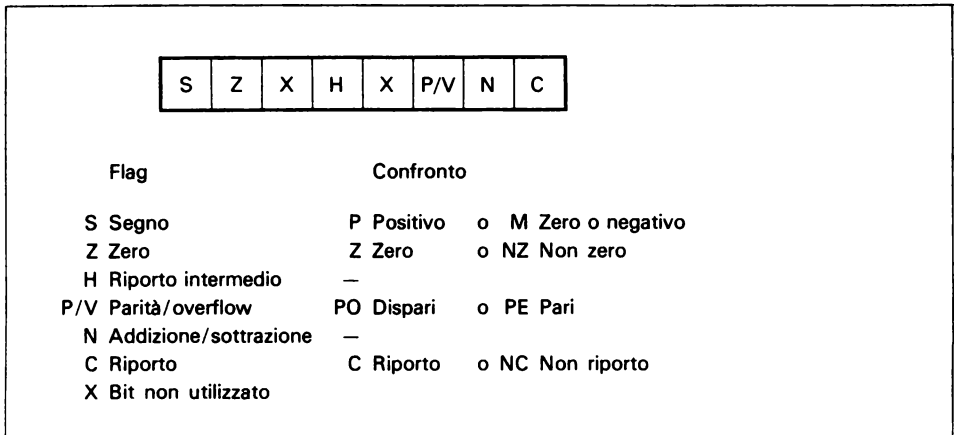 S Z X H X P/V N C
Flag Confronto
S Segno P Positivo o M Zero o negativo
Z Zero Z Zero o NZ Non zero
H Riporto intermedio —
P/V Parità/overflow PO Dispari o PE Pari
N Addizione/sottrazione —
C Riporto C Riporto o NC Non riporto
X Bit non utilizzato